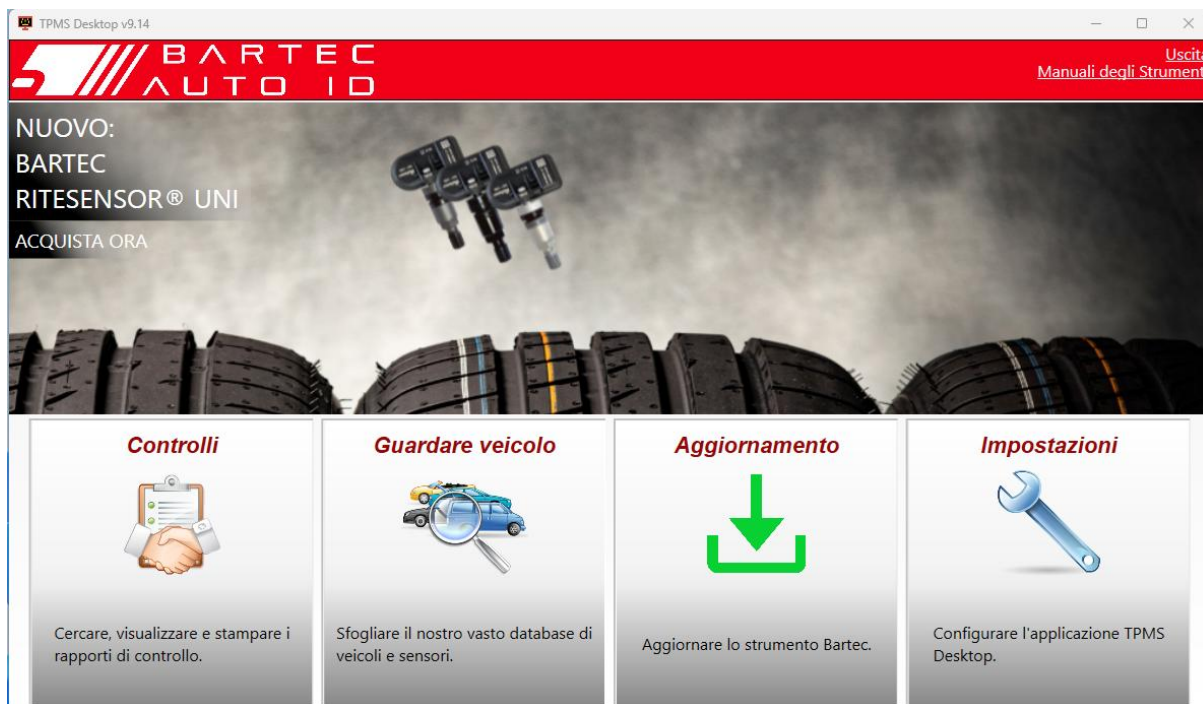 TPMS Desktop v9.14
BARTEC
AUTO ID
Uscita
Manuali degli Strument
NUOVO:
BARTEC
RITESENSOR® UNI
ACQUISTA ORA
Controlli
Guardare veicolo
Aggiornamento
Impostazioni
Cercare, visualizzare e stampare i
rapporti di controllo.
Sfogliare il nostro vasto database di
veicoli e sensori.
Aggiornare lo strumento Bartec.
Configurare l'applicazione TPMS
Desktop.